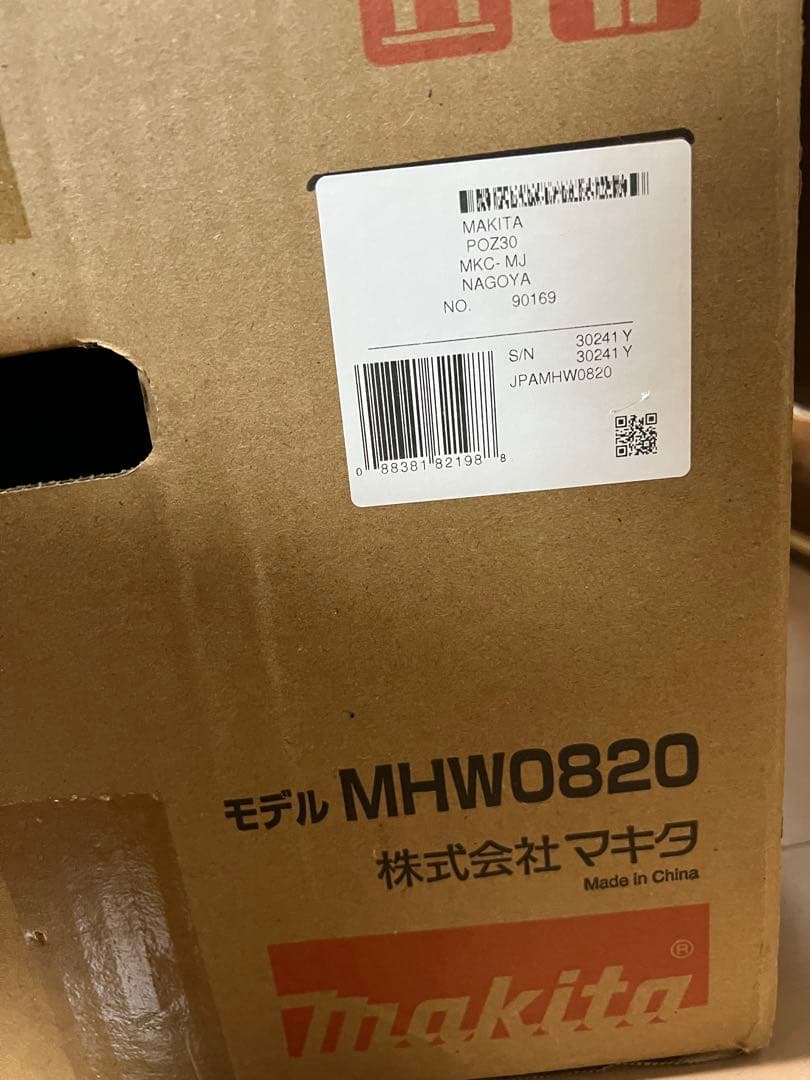 MAKITA
POZ30
MKC- MJ
NAGOYA
NO. 90169
30241 Y
S/N 30241 Y
JPAMHW0820
0 88381 82198 8
モデル MHW0820
株式会社 マキタ
Made in China
makita ®